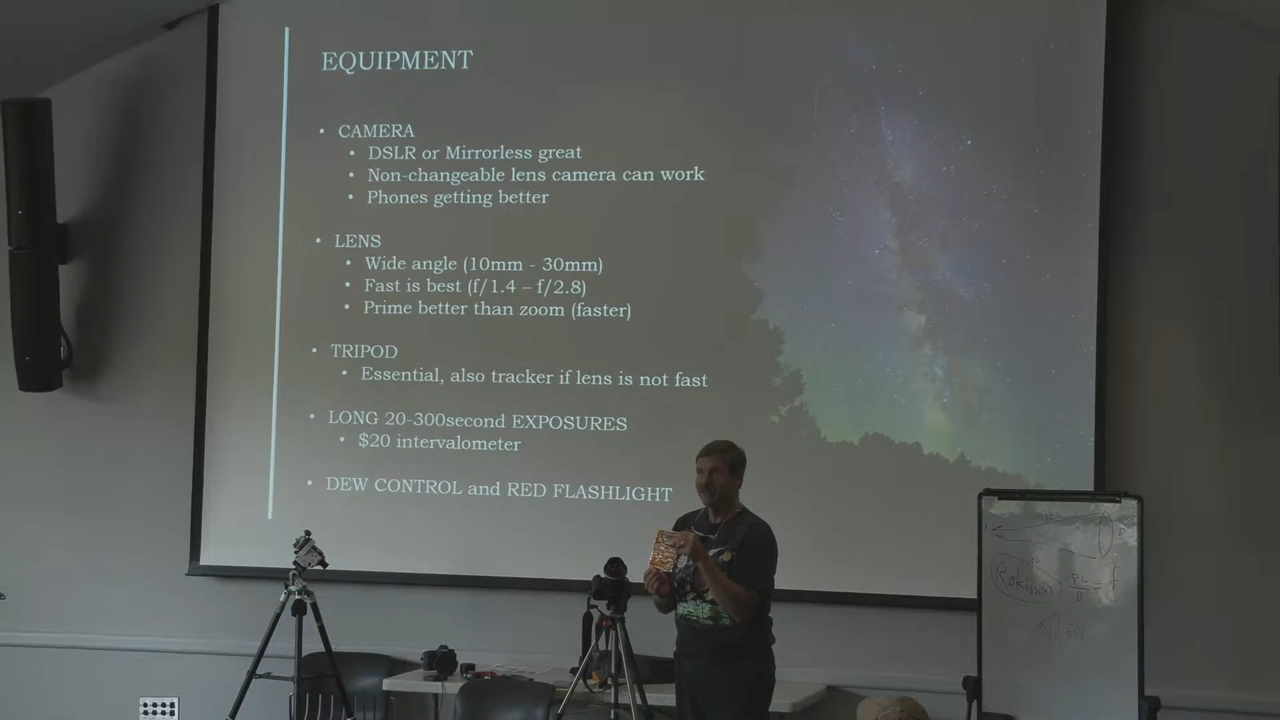 EQUIPMENT
• CAMERA
• DSLR or Mirrorless great
• Non-changeable lens camera can work
• Phones getting better
• LENS
• Wide angle (10mm - 30mm)
• Fast is best (f/1.4 – f/2.8)
• Prime better than zoom (faster)
• TRIPOD
• Essential, also tracker if lens is not fast
• LONG 20-300second EXPOSURES
• $20 intervalometer
• DEW CONTROL and RED FLASHLIGHT
D
Rokinon FL/D = f